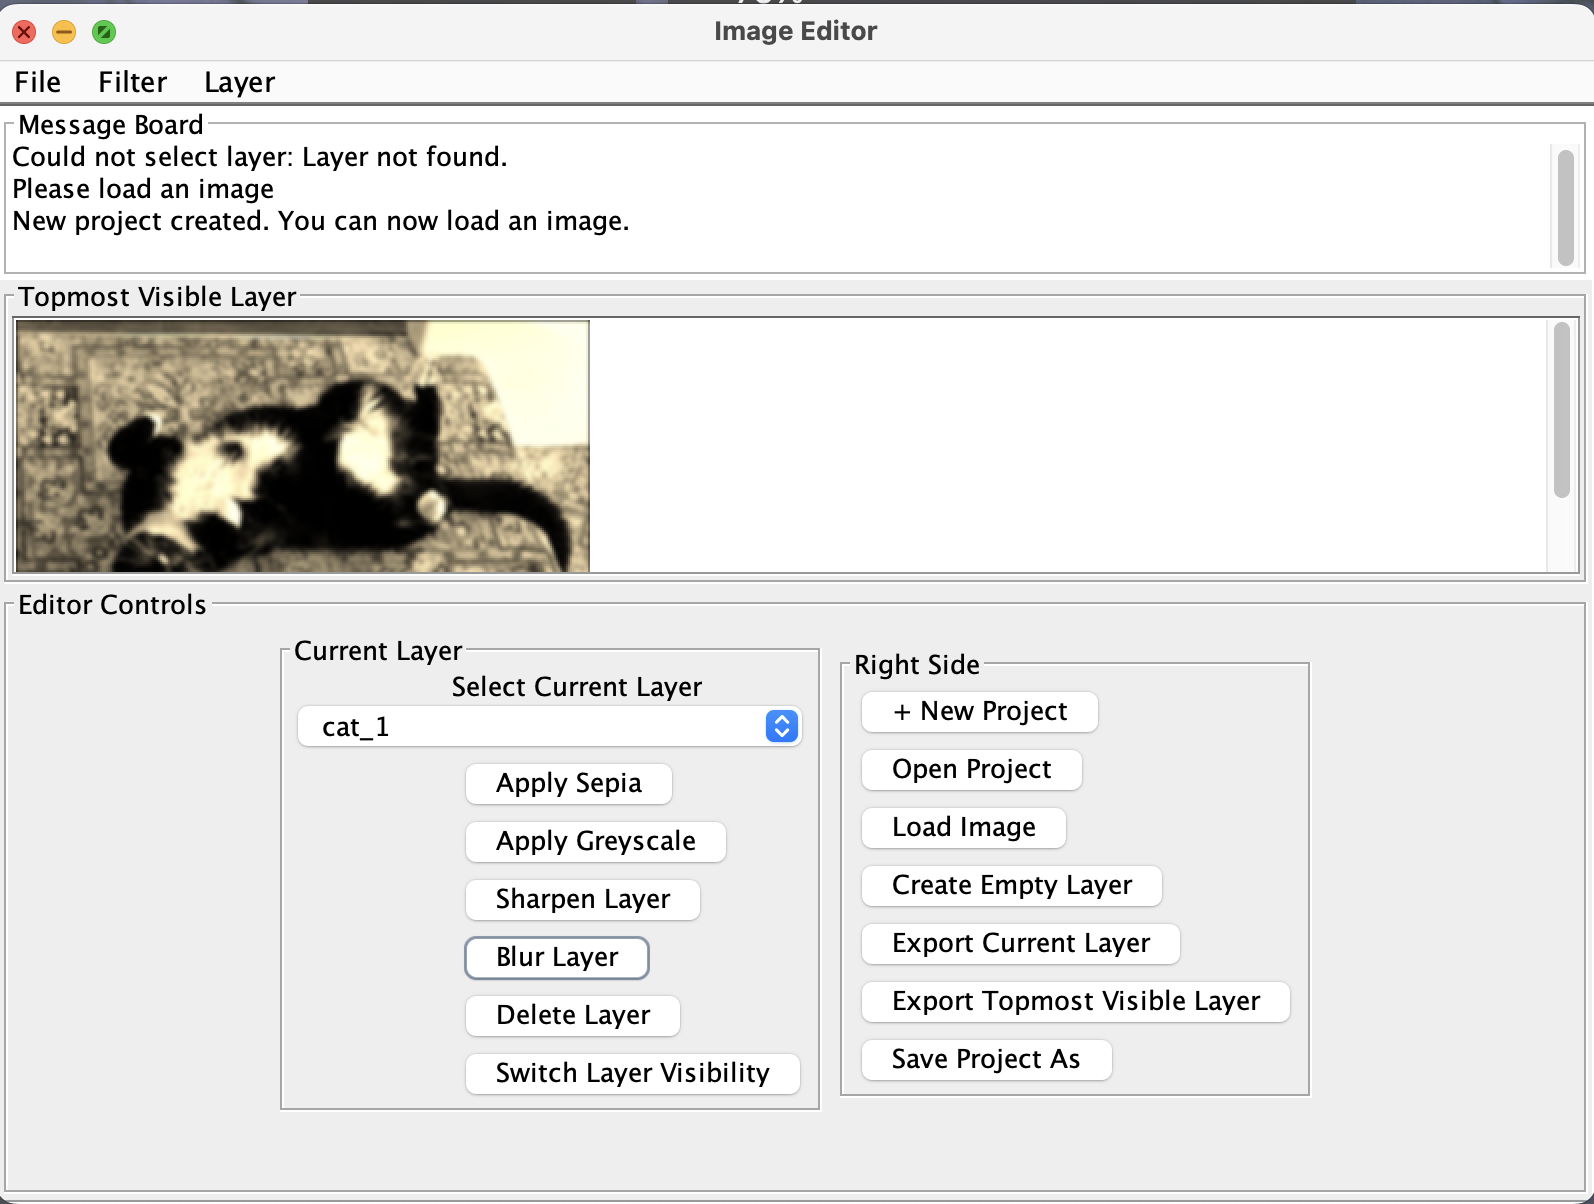 Image Editor
File Filter Layer
Message Board
Could not select layer: Layer not found.
Please load an image
New project created. You can now load an image.
Topmost Visible Layer
Editor Controls
Current Layer
Select Current Layer
cat_1
Apply Sepia
Apply Greyscale
Sharpen Layer
Blur Layer
Delete Layer
Switch Layer Visibility
Right Side
+ New Project
Open Project
Load Image
Create Empty Layer
Export Current Layer
Export Topmost Visible Layer
Save Project As